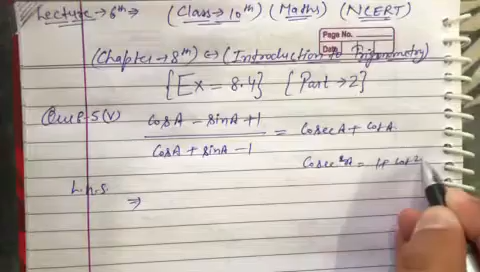 Lecture → 6th ⇒ (Class → 10th) (Maths) (NCERT)
Page No.
Date
(Chapter → 8th) ↔ (Introduction to Trigonometry)
{Ex = 8.4} [Part → 2]
Que 5(V) (cosA - sinA + 1) / (cosA + sinA - 1) = cosecA + cotA
cosec²A = 1 + cot²
L.H.S.
⇒